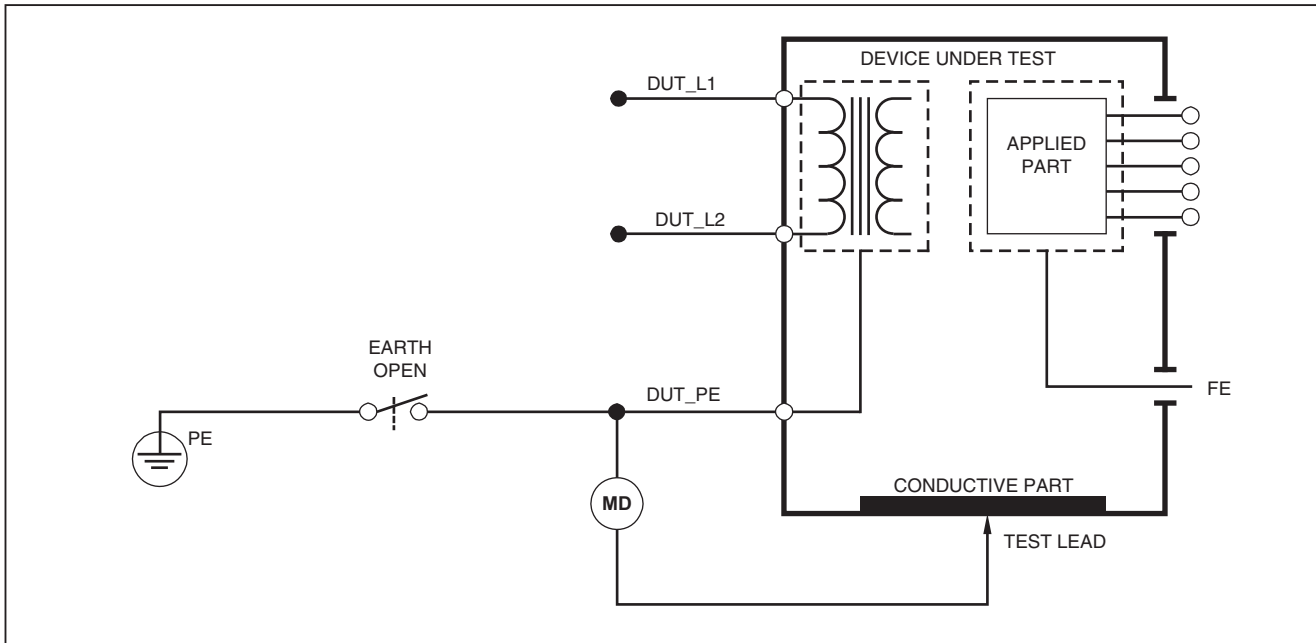 DEVICE UNDER TEST
DUT_L1
APPLIED
PART
DUT_L2
EARTH
OPEN
DUT_PE
FE
PE
CONDUCTIVE PART
MD
TEST LEAD